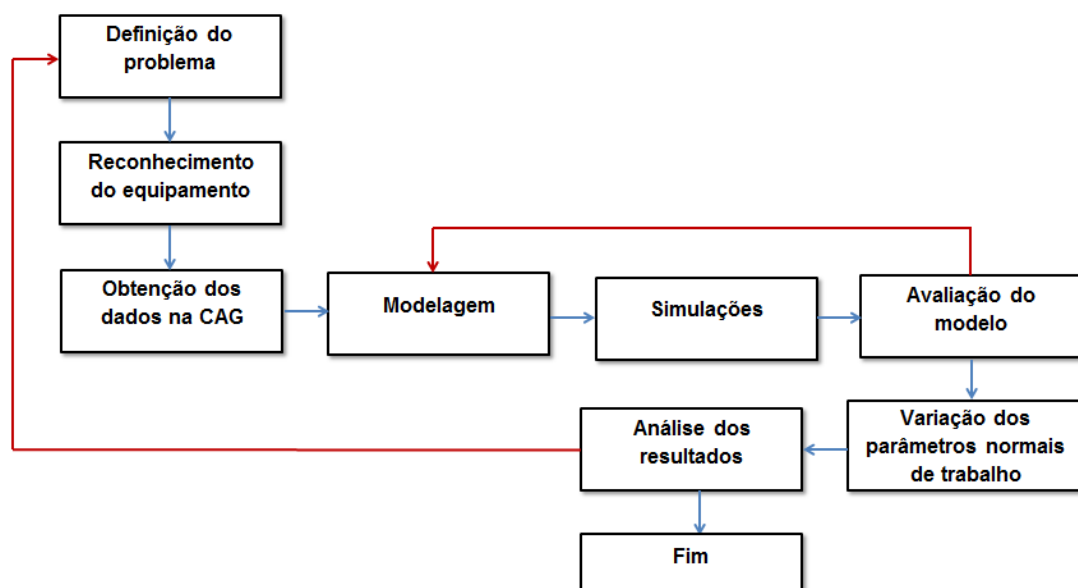 Definição do
problema
Reconhecimento
do equipamento
Obtenção dos
dados na CAG
Modelagem
Simulações
Avaliação do
modelo
Variação dos
parâmetros normais
de trabalho
Análise dos
resultados
Fim